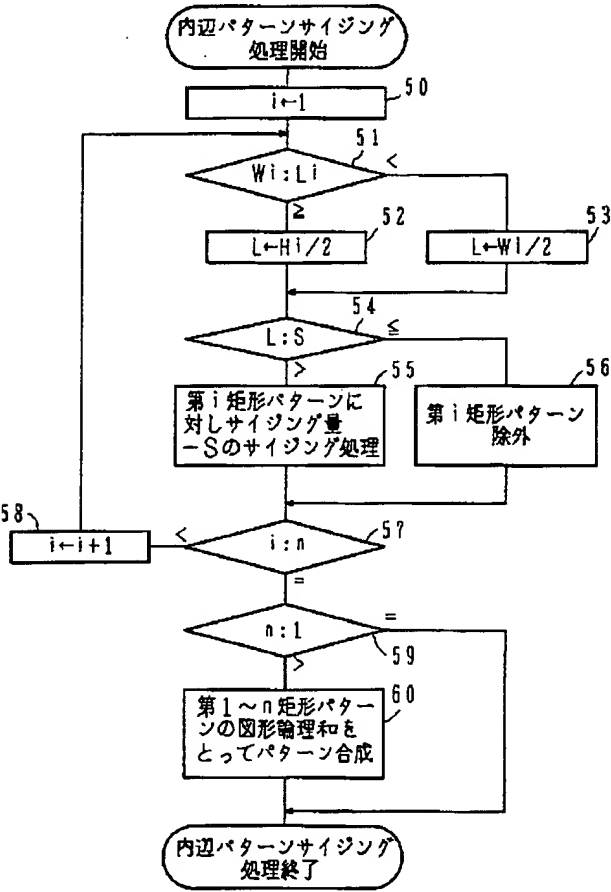 内辺パターンサイジング
処理開始
50
i←1
51
Wi:Li
<
≧
52
L←Hi/2
53
L←Wi/2
54
L:S
≦
>
55
第i矩形パターンに
対しサイジング量
-Sのサイジング処理
56
第i矩形パターン
除外
58
i←i+1
<
i:n
57
=
n:1
=
59
>
60
第1~n矩形パター
ンの図形論理和を
とってパターン合成
内辺パターンサイジング
処理終了